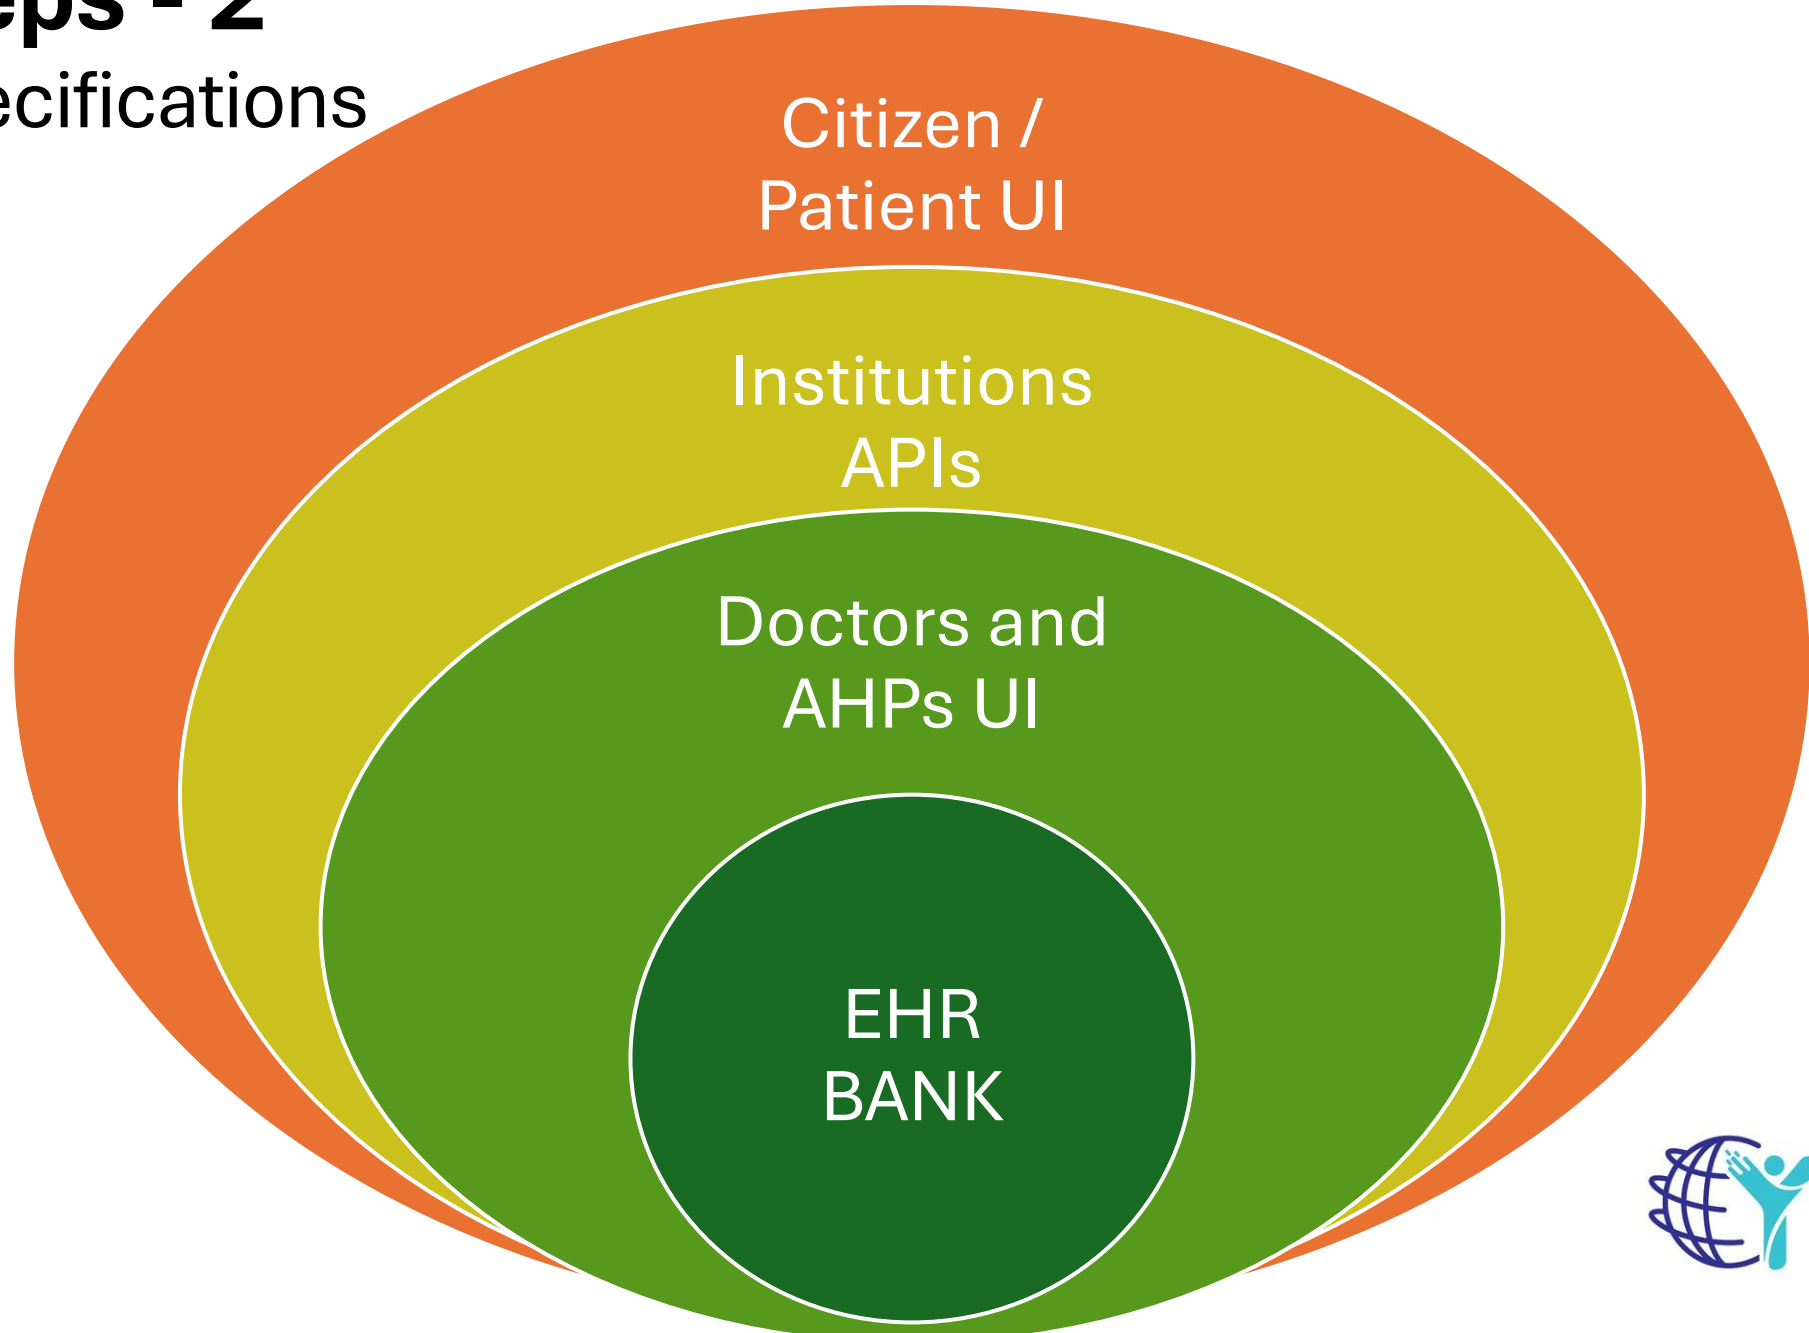 eps - 2
ecifications
Citizen /
Patient UI
Institutions
APIs
Doctors and
AHPs UI
EHR
BANK